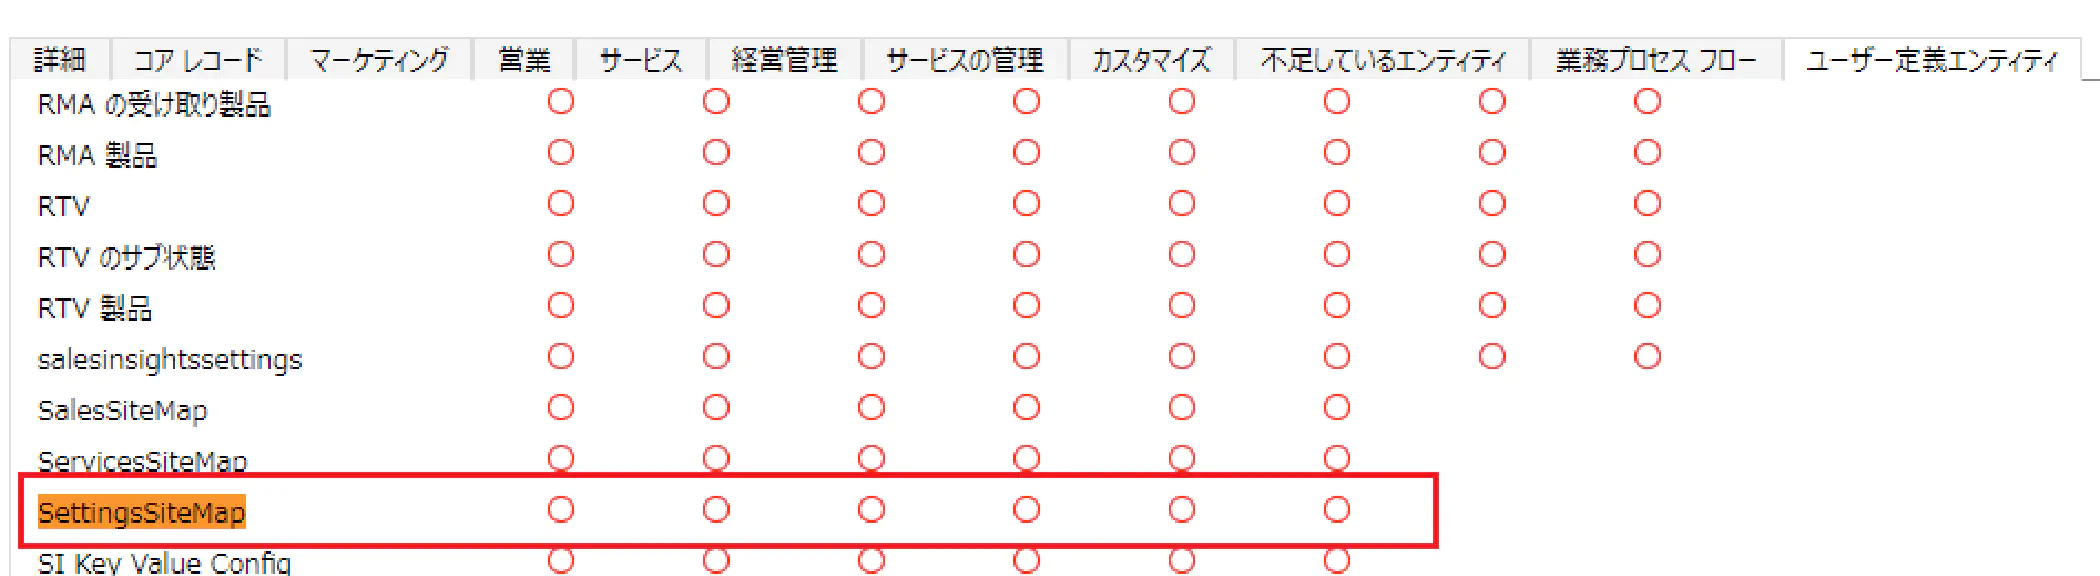 詳細 コア レコード マーケティング 営業 サービス 経営管理 サービスの管理 カスタマイズ 不足しているエンティティ 業務プロセス フロー ユーザー定義エンティティ
RMA の受け取り製品
RMA 製品
RTV
RTV のサブ状態
RTV 製品
salesinsightssettings
SalesSiteMap
ServicesSiteMap
SettingsSiteMap
SI Key Value Config